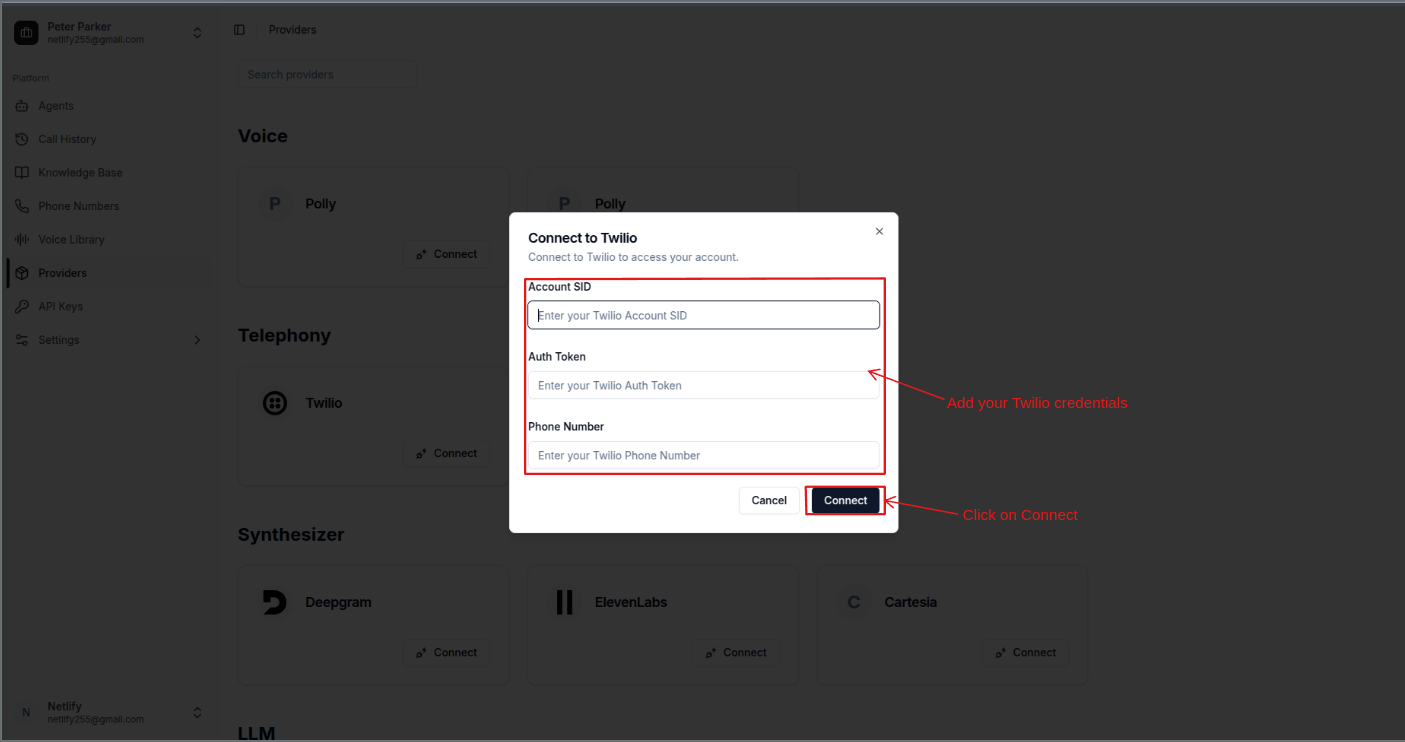 Peter Parker
netlify255@gmail.com
Platform
Agents
Call History
Knowledge Base
Phone Numbers
Voice Library
Providers
API Keys
Settings
N
Netlify
netlify255@gmail.com
Providers
Search providers
Voice
P
Polly
Connect
P
Polly
Telephony
Twilio
Connect
Synthesizer
Deepgram
Connect
ElevenLabs
Connect
C
Cartesia
Connect
LLM
Connect to Twilio
Connect to Twilio to access your account.
Account SID
Enter your Twilio Account SID
Auth Token
Enter your Twilio Auth Token
Phone Number
Enter your Twilio Phone Number
Cancel
Connect
Add your Twilio credentials
Click on Connect